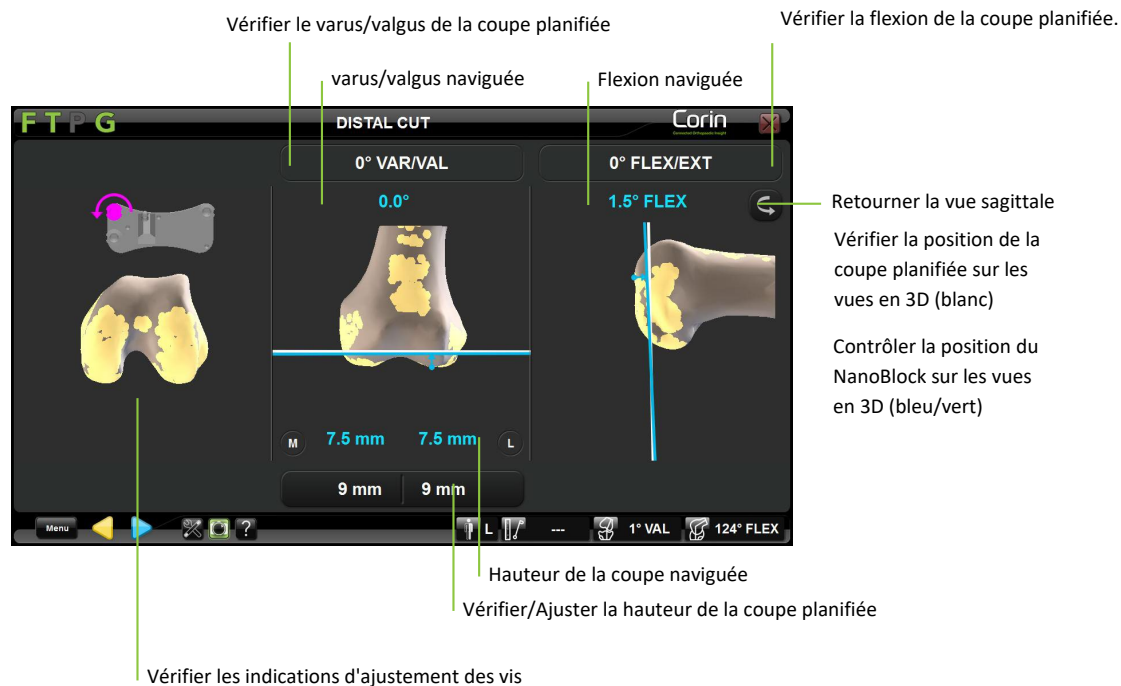 Vérifier le varus/valgus de la coupe planifiée
Vérifier la flexion de la coupe planifiée.
varus/valgus naviguée
Flexion naviguée
F T P G
DISTAL CUT
Corin
0° VAR/VAL
0° FLEX/EXT
0.0°
1.5° FLEX
Retourner la vue sagittale
Vérifier la position de la
coupe planifiée sur les
vues en 3D (blanc)
Contrôler la position du
NanoBlock sur les vues
en 3D (bleu/vert)
M 7.5 mm 7.5 mm L
9 mm 9 mm
Menu ? L --- 1° VAL 124° FLEX
Hauteur de la coupe naviguée
Vérifier/Ajuster la hauteur de la coupe planifiée
Vérifier les indications d'ajustement des vis